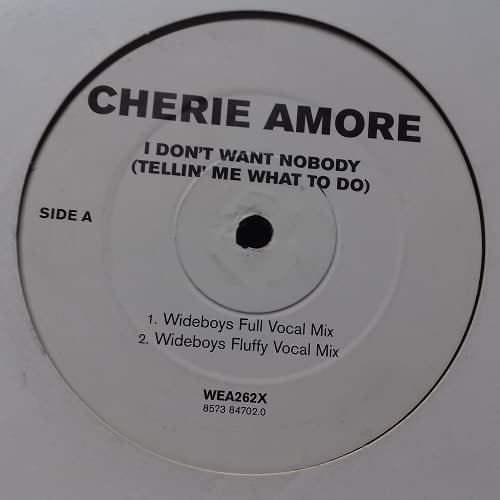 CHERIE AMORE
I DON'T WANT NOBODY
(TELLIN' ME WHAT TO DO)
SIDE A
1. Wideboys Full Vocal Mix
2. Wideboys Fluffy Vocal Mix
WEA262X
8573 84702.0